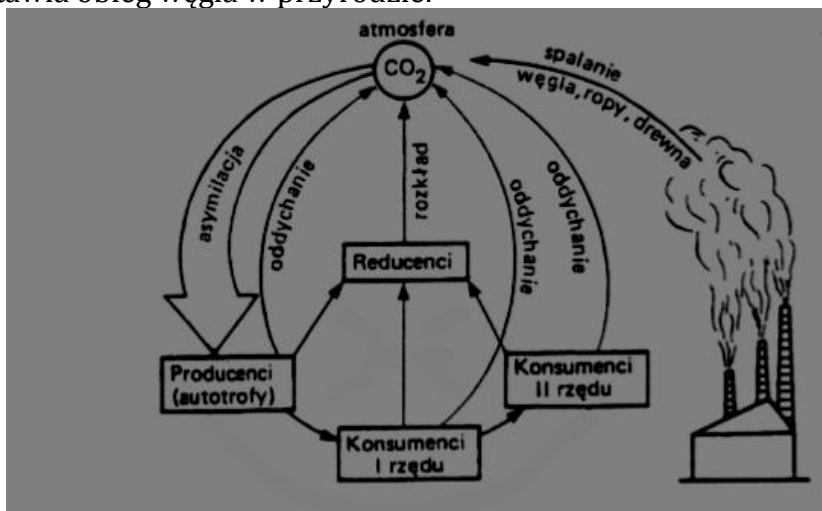 obieg węgla w przyrodzie.
atmosfera
CO₂
spalanie
węgla, ropy, drewna
asymilacja
oddychanie
rozkład
oddychanie
oddychanie
Reducenci
Producenci
(autotrofy)
Konsumenci
II rzędu
Konsumenci
I rzędu